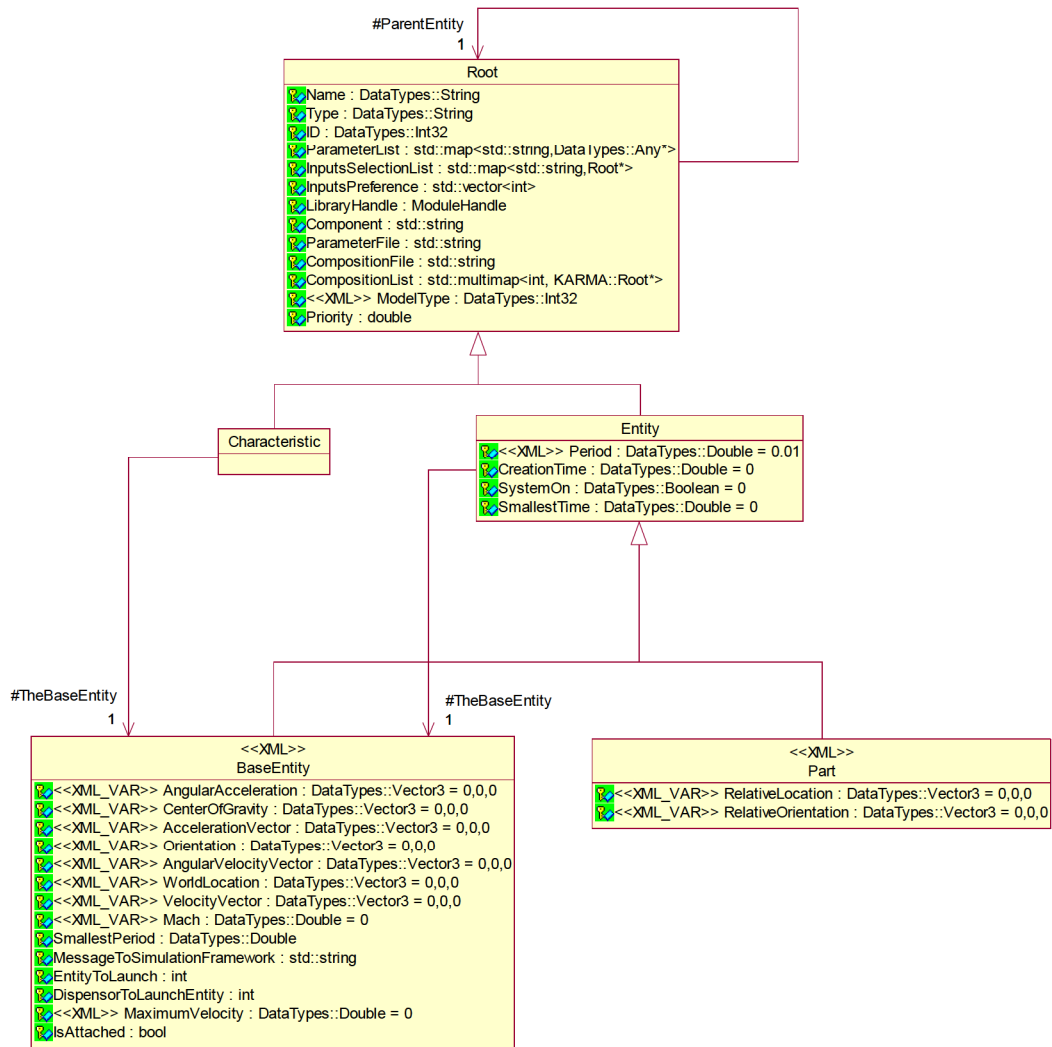 #ParentEntity
1
Root
Name : DataTypes::String
Type : DataTypes::String
ID : DataTypes::Int32
ParameterList : std::map<std::string,DataTypes::Any*>
InputsSelectionList : std::map<std::string,Root*>
InputsPreference : std::vector<int>
LibraryHandle : ModuleHandle
Component : std::string
ParameterFile : std::string
CompositionFile : std::string
CompositionList : std::multimap<int, KARMA::Root*>
<<XML>> ModelType : DataTypes::Int32
Priority : double
Characteristic
Entity
<<XML>> Period : DataTypes::Double = 0.01
CreationTime : DataTypes::Double = 0
SystemOn : DataTypes::Boolean = 0
SmallestTime : DataTypes::Double = 0
#TheBaseEntity
1
#TheBaseEntity
1
<<XML>>
BaseEntity
<<XML_VAR>> AngularAcceleration : DataTypes::Vector3 = 0,0,0
<<XML_VAR>> CenterOfGravity : DataTypes::Vector3 = 0,0,0
<<XML_VAR>> AccelerationVector : DataTypes::Vector3 = 0,0,0
<<XML_VAR>> Orientation : DataTypes::Vector3 = 0,0,0
<<XML_VAR>> AngularVelocityVector : DataTypes::Vector3 = 0,0,0
<<XML_VAR>> WorldLocation : DataTypes::Vector3 = 0,0,0
<<XML_VAR>> VelocityVector : DataTypes::Vector3 = 0,0,0
<<XML_VAR>> Mach : DataTypes::Double = 0
SmallestPeriod : DataTypes::Double
MessageToSimulationFramework : std::string
EntityToLaunch : int
DispensorToLaunchEntity : int
<<XML>> MaximumVelocity : DataTypes::Double = 0
IsAttached : bool
<<XML>>
Part
<<XML_VAR>> RelativeLocation : DataTypes::Vector3 = 0,0,0
<<XML_VAR>> RelativeOrientation : DataTypes::Vector3 = 0,0,0